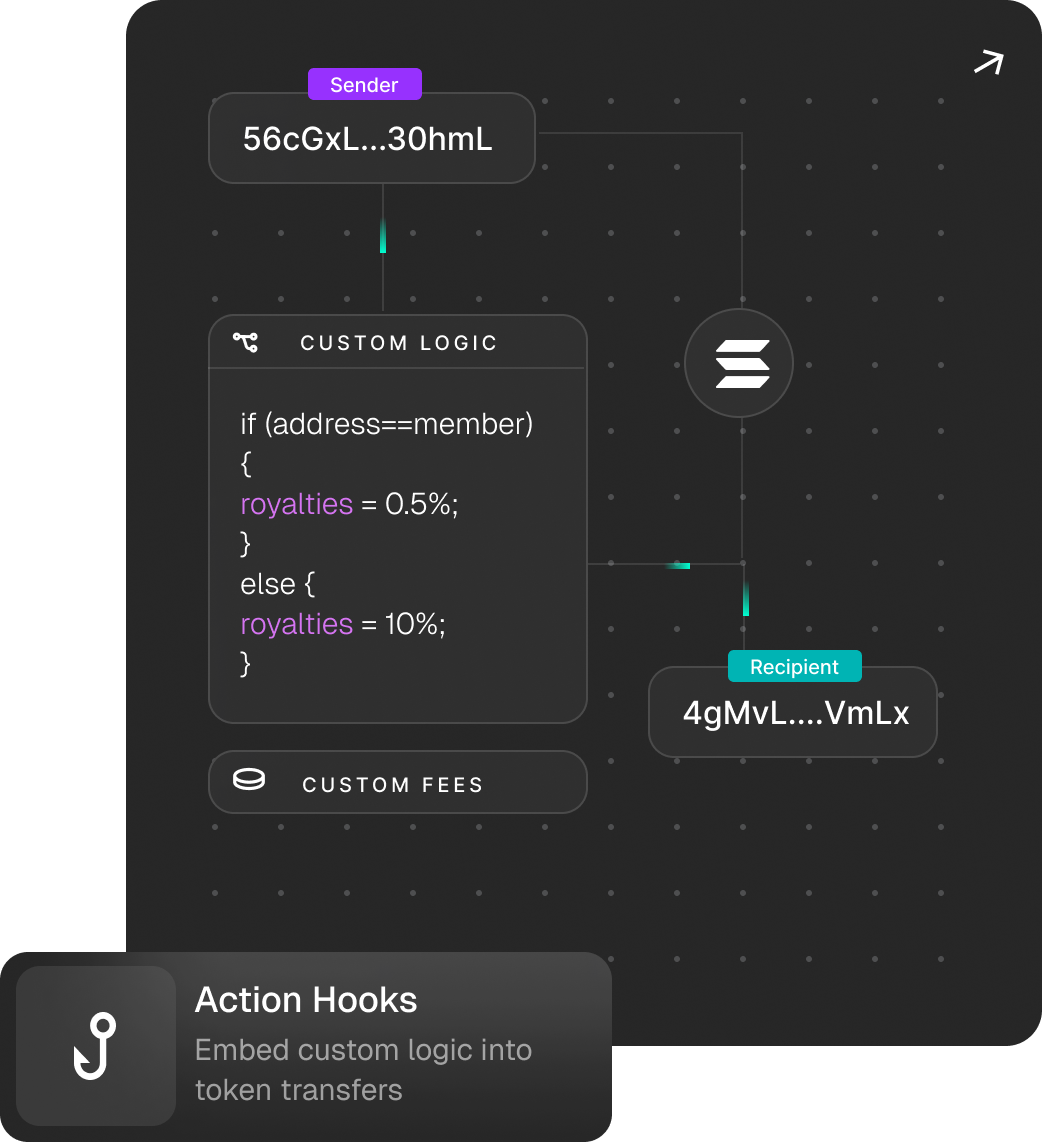 Sender
56cGxL...30hmL
CUSTOM LOGIC
if (address==member)
{
royalties = 0.5%;
}
else {
royalties = 10%;
}
Recipient
4gMvL....VmLx
CUSTOM FEES
Action Hooks
Embed custom logic into
token transfers